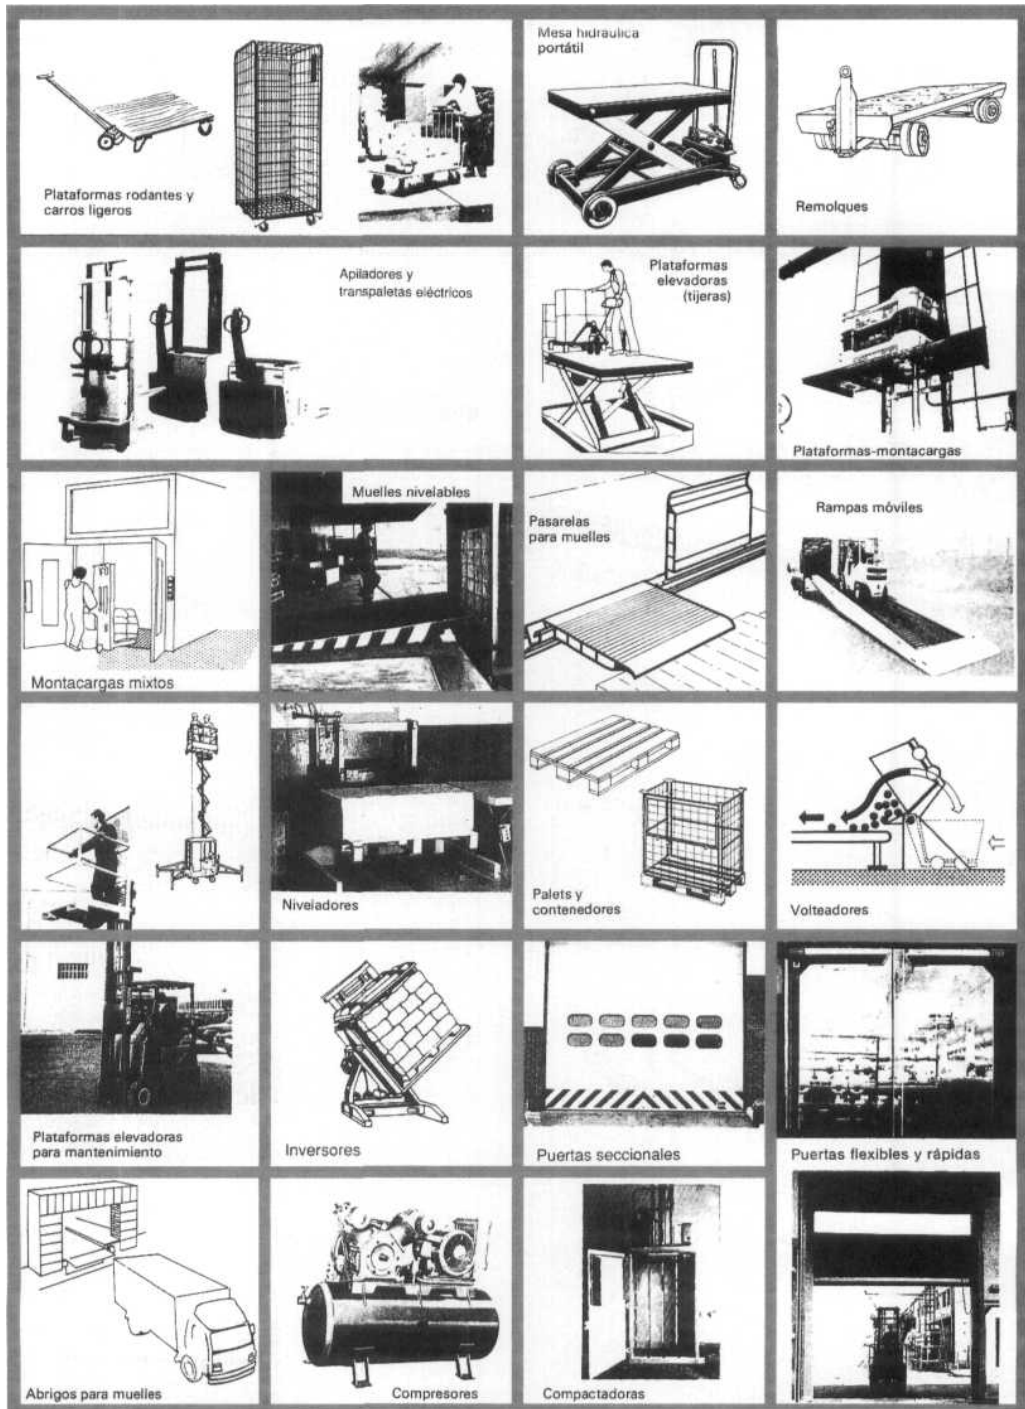 Plataformas rodantes y
carros ligeros
Mesa hidráulica
portátil
Remolques
Apiladores y
transpaletas eléctricos
Plataformas
elevadoras
(tijeras)
Plataformas-montacargas
Montacargas mixtos
Muelles nivelables
Pasarelas
para muelles
Rampas móviles
Niveladores
Palets y
contenedores
Volteadores
Plataformas elevadoras
para mantenimiento
Inversores
Puertas seccionales
Puertas flexibles y rápidas
Abrigos para muelles
Compresores
Compactadoras